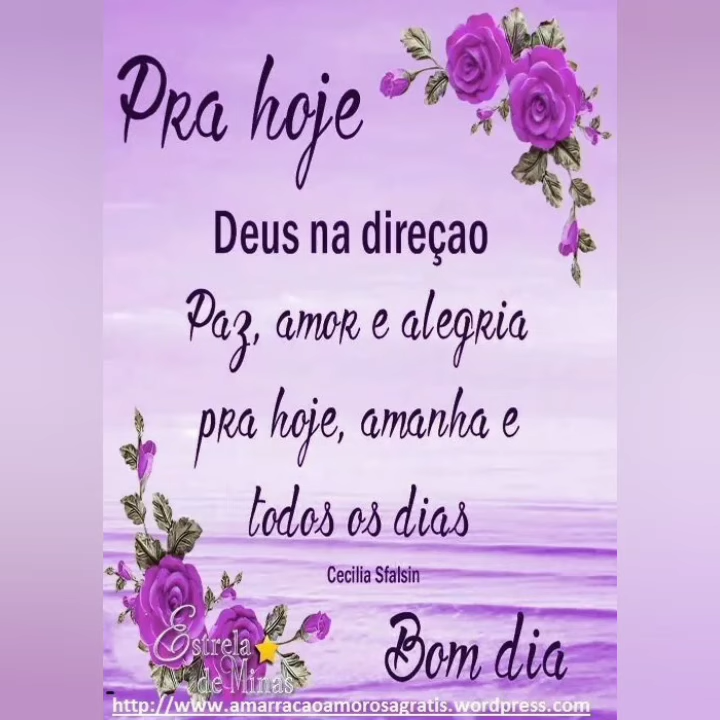 Pra hoje
Deus na direçao
Paz, amor e alegria
pra hoje, amanha e
todos os dias
Cecilia Sfalsin
Bom dia
Estrela
de Minas
http://www.amarracaoamorosagratis.wordpress.com